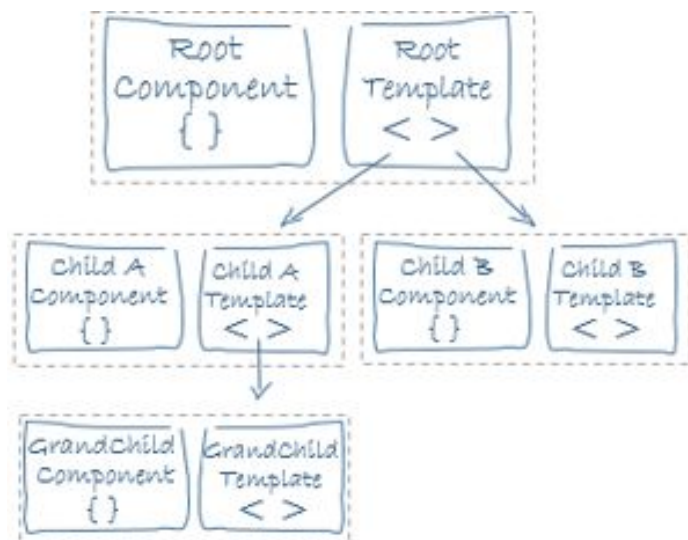 Root
Component
{ }
Root
Template
< >
Child A
Component
{ }
Child A
Template
< >
Child B
Component
{ }
Child B
Template
< >
GrandChild
Component
{ }
GrandChild
Template
< >